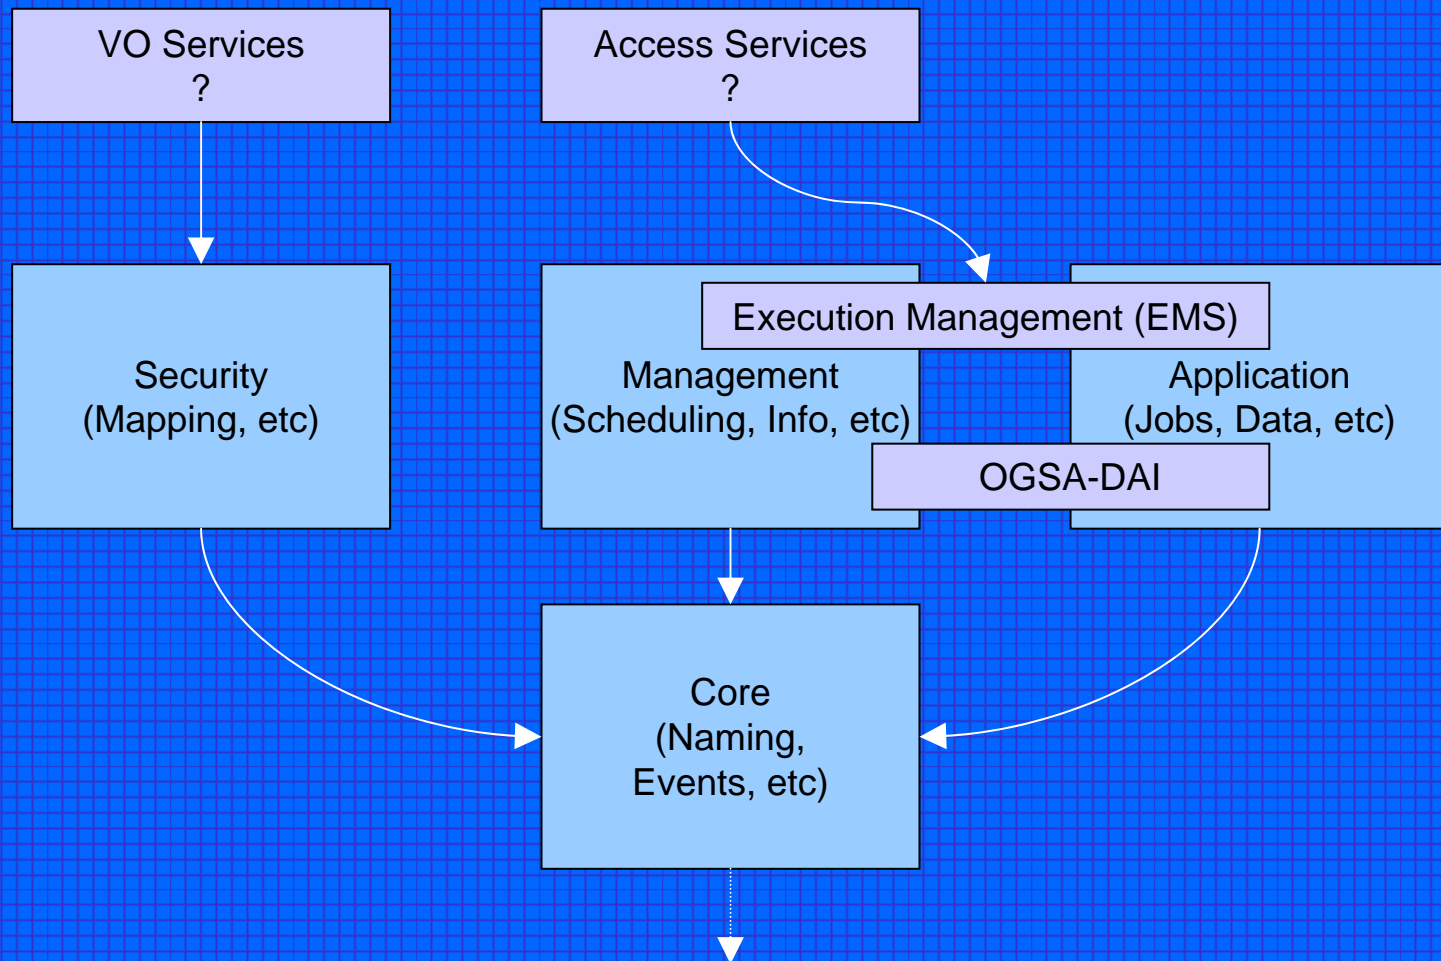 VO Services
?
Access Services
?
Execution Management (EMS)
Security
(Mapping, etc)
Management
(Scheduling, Info, etc)
Application
(Jobs, Data, etc)
OGSA-DAI
Core
(Naming,
Events, etc)